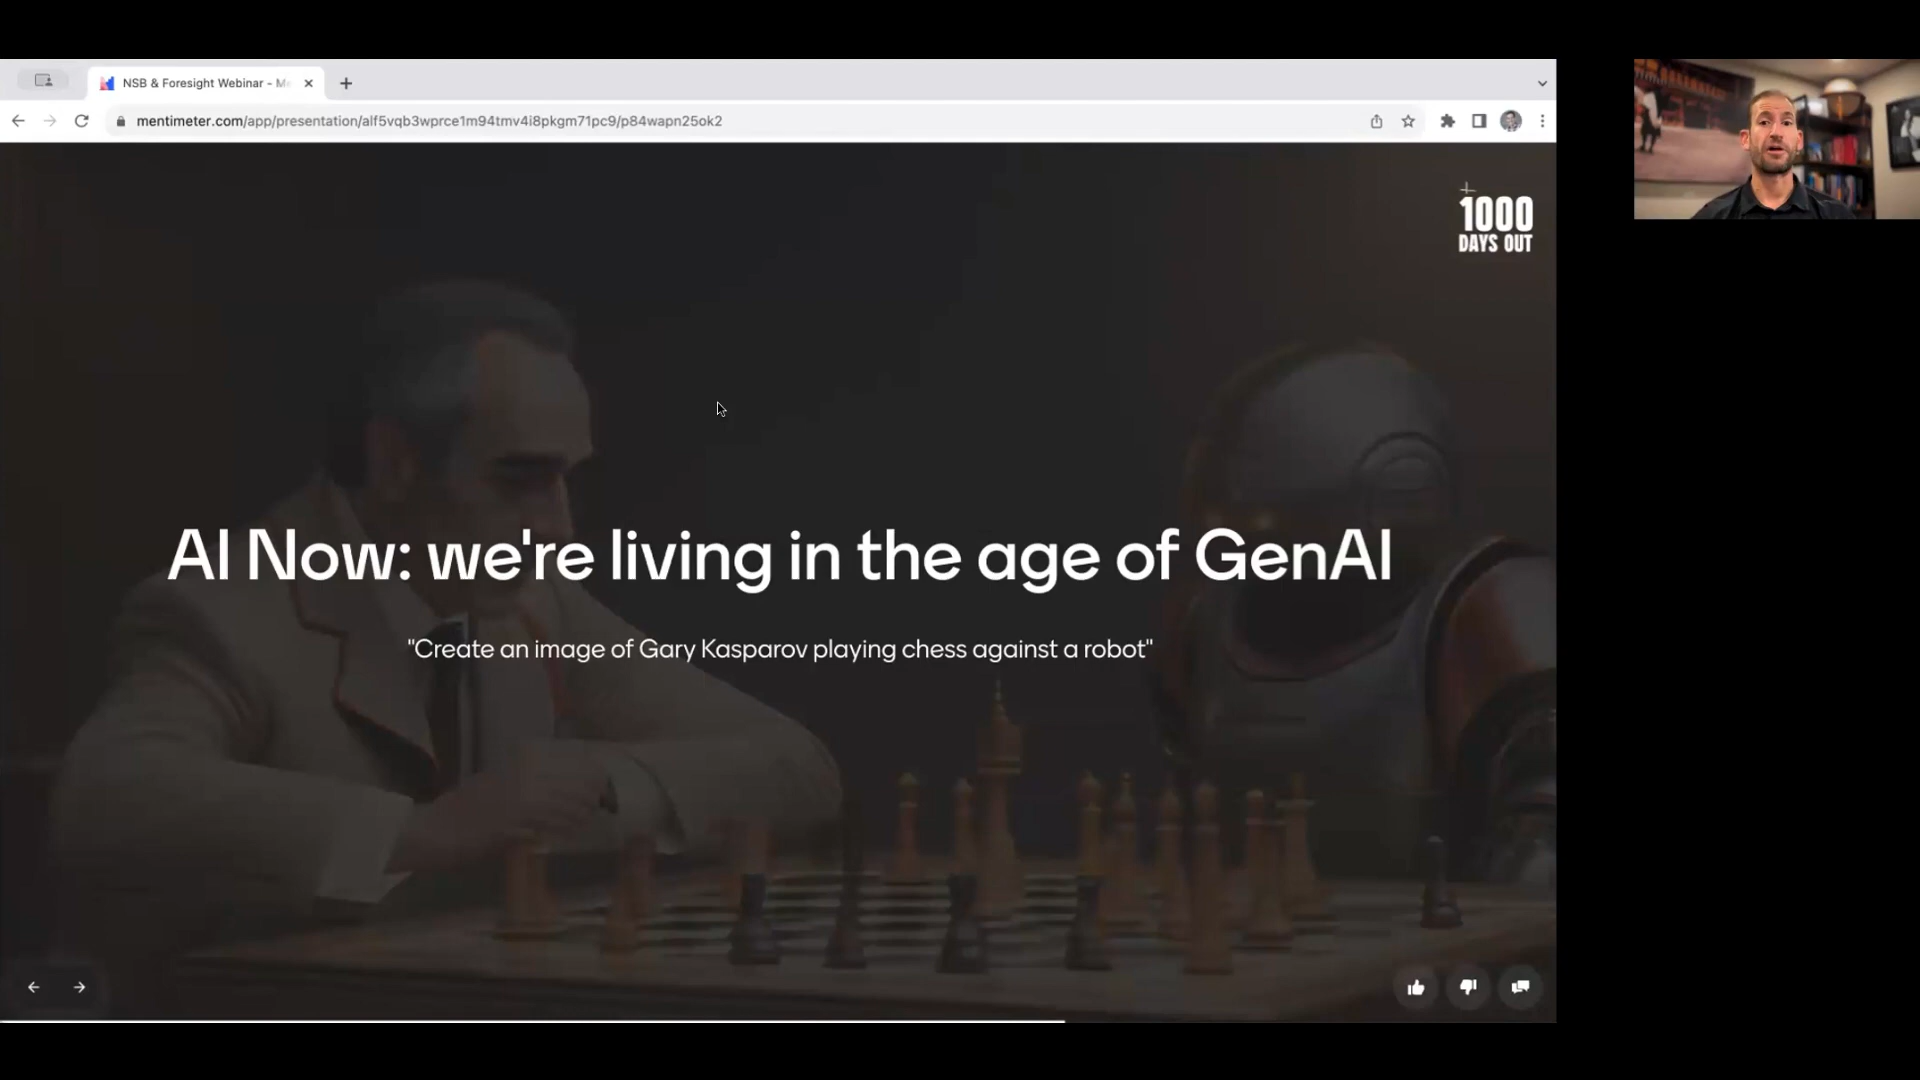 NSB & Foresight Webinar - Me
mentimeter.com/app/presentation/alf5vqb3wprce1m94tmv4i8pkgm71pc9/p84wapn25ok2
1000
DAYS OUT
AI Now: we're living in the age of GenAI
"Create an image of Gary Kasparov playing chess against a robot"